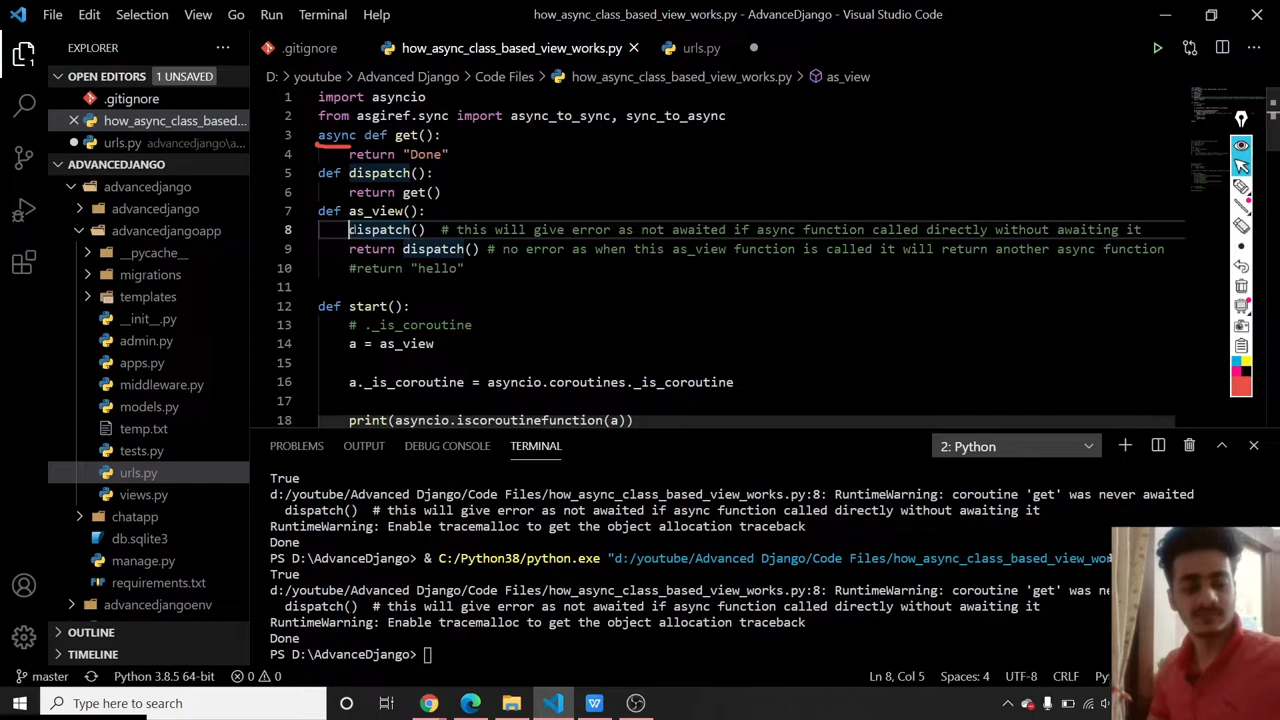 File Edit Selection View Go Run Terminal Help
how_async_class_based_view_works.py - AdvanceDjango - Visual Studio Code
EXPLORER
.gitignore how_async_class_based_view_works.py urls.py
OPEN EDITORS 1 UNSAVED
.gitignore
how_async_class_based...
urls.py advancedjango\a...
ADVANCEDJANGO
advancedjango
advancedjango
advancedjangoapp
__pycache__
migrations
templates
__init__.py
admin.py
apps.py
middleware.py
models.py
temp.txt
tests.py
urls.py
views.py
chatapp
db.sqlite3
manage.py
requirements.txt
advancedjangoenv
OUTLINE
TIMELINE
D: > youtube > Advanced Django > Code Files > how_async_class_based_view_works.py > as_view
1 import asyncio
2 from asgiref.sync import async_to_sync, sync_to_async
3 async def get():
4 return "Done"
5 def dispatch():
6 return get()
7 def as_view():
8 dispatch() # this will give error as not awaited if async function called directly without awaiting it
9 return dispatch() # no error as when this as_view function is called it will return another async function
10 #return "hello"
11
12 def start():
13 # ._is_coroutine
14 a = as_view
15
16 a._is_coroutine = asyncio.coroutines._is_coroutine
17
18 print(asyncio.iscoroutinefunction(a))
PROBLEMS OUTPUT DEBUG CONSOLE TERMINAL
2: Python
True
d:/youtube/Advanced Django/Code Files/how_async_class_based_view_works.py:8: RuntimeWarning: coroutine 'get' was never awaited
dispatch() # this will give error as not awaited if async function called directly without awaiting it
RuntimeWarning: Enable tracemalloc to get the object allocation traceback
Done
PS D:\AdvanceDjango> & C:/Python38/python.exe "d:/youtube/Advanced Django/Code Files/how_async_class_based_view_wor
True
d:/youtube/Advanced Django/Code Files/how_async_class_based_view_works.py:8: RuntimeWarning: coroutine 'get' was ne
dispatch() # this will give error as not awaited if async function called directly without awaiting it
RuntimeWarning: Enable tracemalloc to get the object allocation traceback
Done
PS D:\AdvanceDjango>
master Python 3.8.5 64-bit 0 0 Ln 8, Col 5 Spaces: 4 UTF-8 CRLF Py
Type here to search